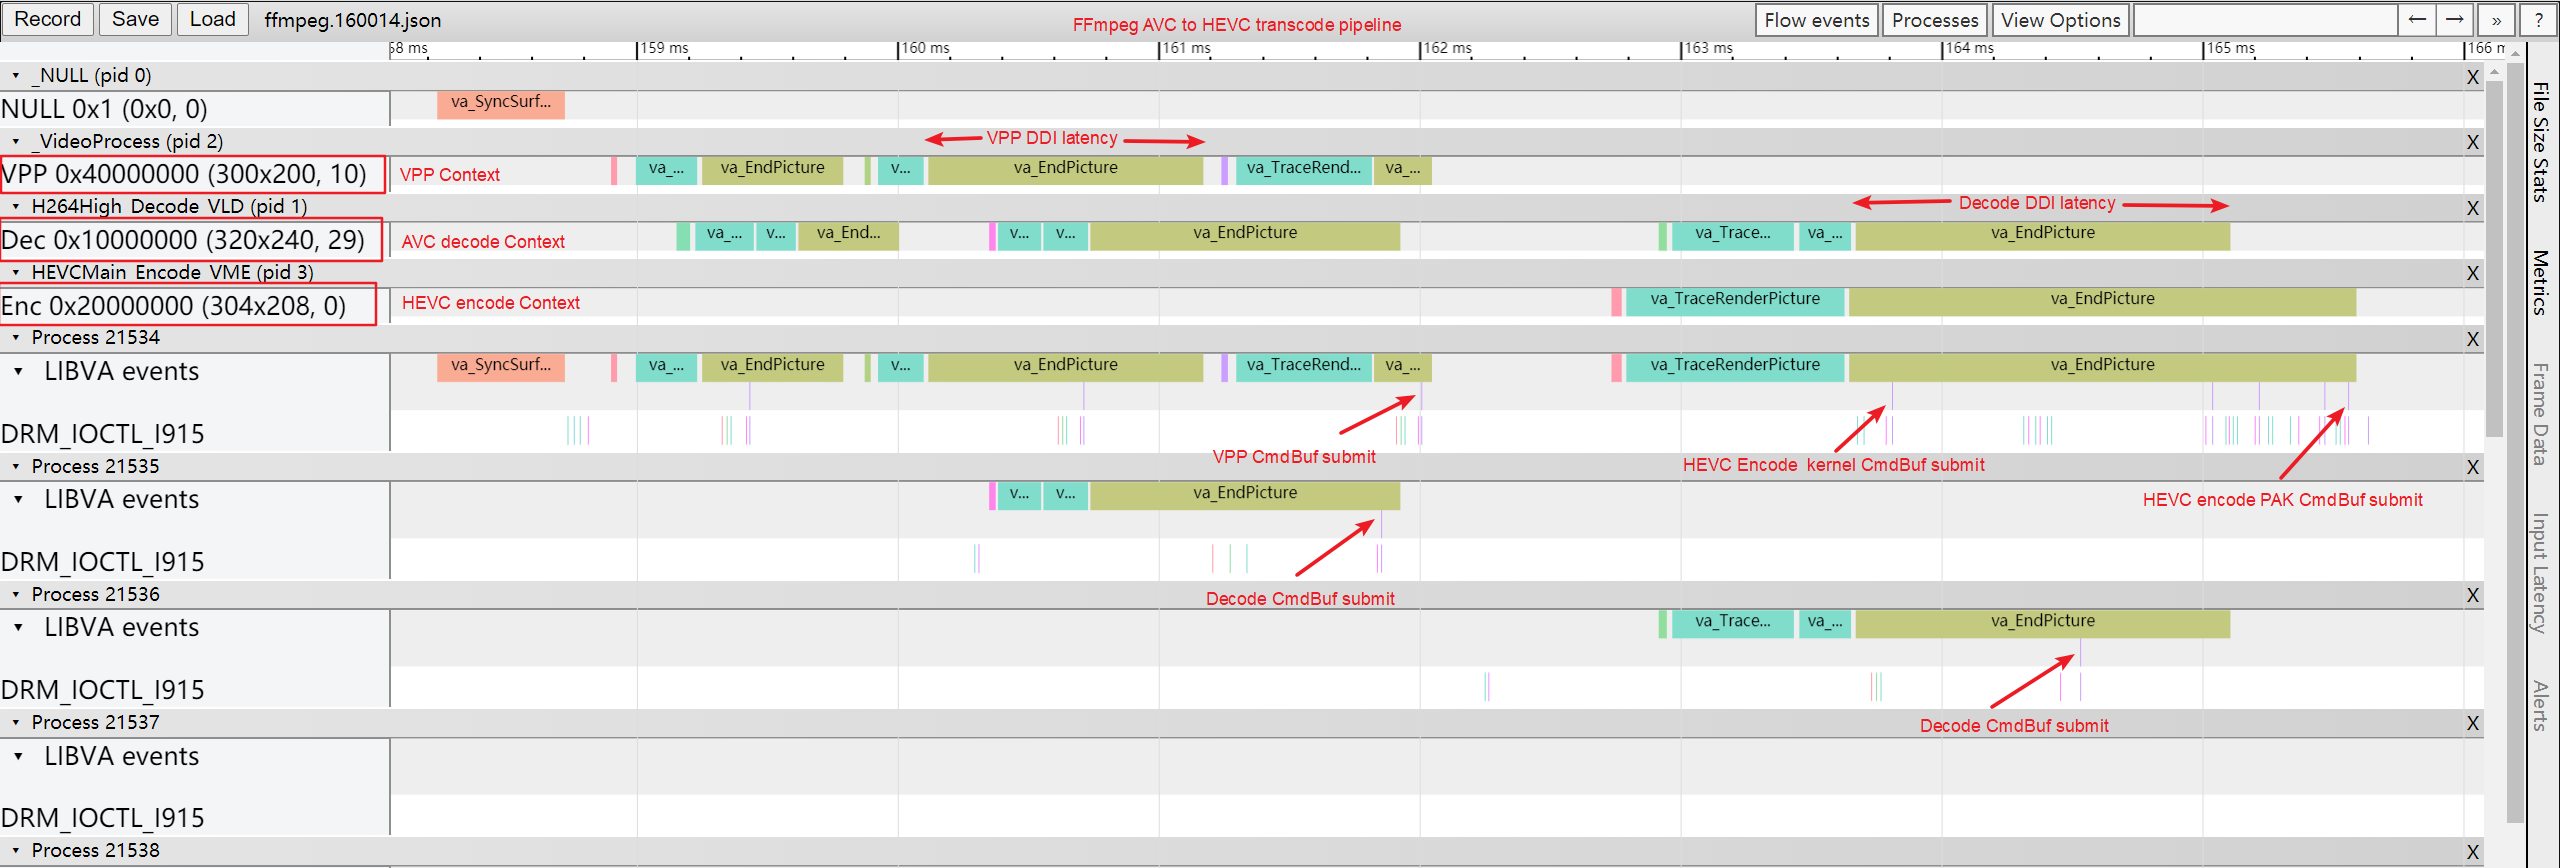 Record Save Load ffmpeg.160014.json FFmpeg AVC to HEVC transcode pipeline Flow events Processes View Options ← → » ?
58 ms 159 ms 160 ms 161 ms 162 ms 163 ms 164 ms 165 ms 166 m
_NULL (pid 0) X
NULL 0x1 (0x0, 0) va_SyncSurf...
_VideoProcess (pid 2) VPP DDI latency X
VPP 0x40000000 (300x200, 10) VPP Context va_... va_EndPicture v... va_EndPicture va_TraceRend... va_...
H264High_Decode_VLD (pid 1) Decode DDI latency X
Dec 0x10000000 (320x240, 29) AVC decode Context va_... v... va_End... v... v... va_EndPicture va_Trace... va_... va_EndPicture
HEVCMain_Encode_VME (pid 3) X
Enc 0x20000000 (304x208, 0) HEVC encode Context va_TraceRenderPicture va_EndPicture
Process 21534 X
LIBVA events va_SyncSurf... va_... va_EndPicture v... va_EndPicture va_TraceRend... va_... va_TraceRenderPicture va_EndPicture
DRM_IOCTL_I915
VPP CmdBuf submit HEVC Encode kernel CmdBuf submit
Process 21535 X
LIBVA events v... v... va_EndPicture HEVC encode PAK CmdBuf submit
DRM_IOCTL_I915
Process 21536 Decode CmdBuf submit X
LIBVA events va_Trace... va_... va_EndPicture
DRM_IOCTL_I915
Process 21537 Decode CmdBuf submit X
LIBVA events
DRM_IOCTL_I915
Process 21538 X
File Size Stats
Metrics
Frame Data
Input Latency
Alerts